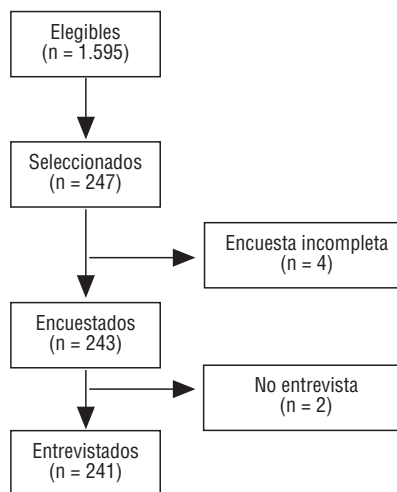 Elegibles
(n = 1.595)
Seleccionados
(n = 247)
Encuesta incompleta
(n = 4)
Encuestados
(n = 243)
No entrevista
(n = 2)
Entrevistados
(n = 241)